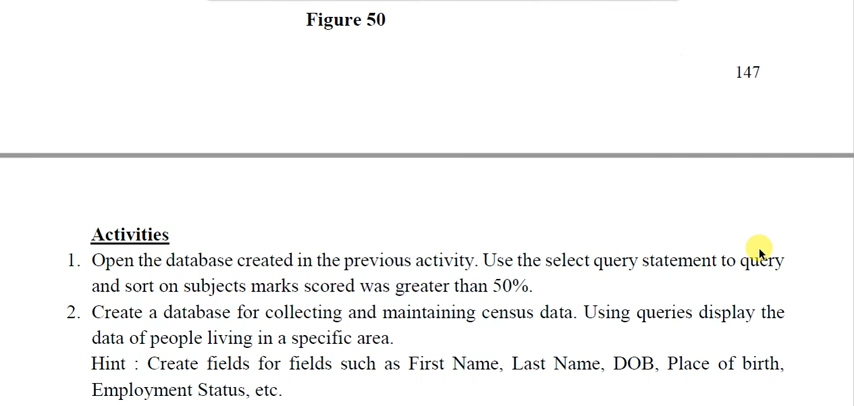 Figure 50
147
Activities
1. Open the database created in the previous activity. Use the select query statement to query
and sort on subjects marks scored was greater than 50%.
2. Create a database for collecting and maintaining census data. Using queries display the
data of people living in a specific area.
Hint : Create fields for fields such as First Name, Last Name, DOB, Place of birth,
Employment Status, etc.